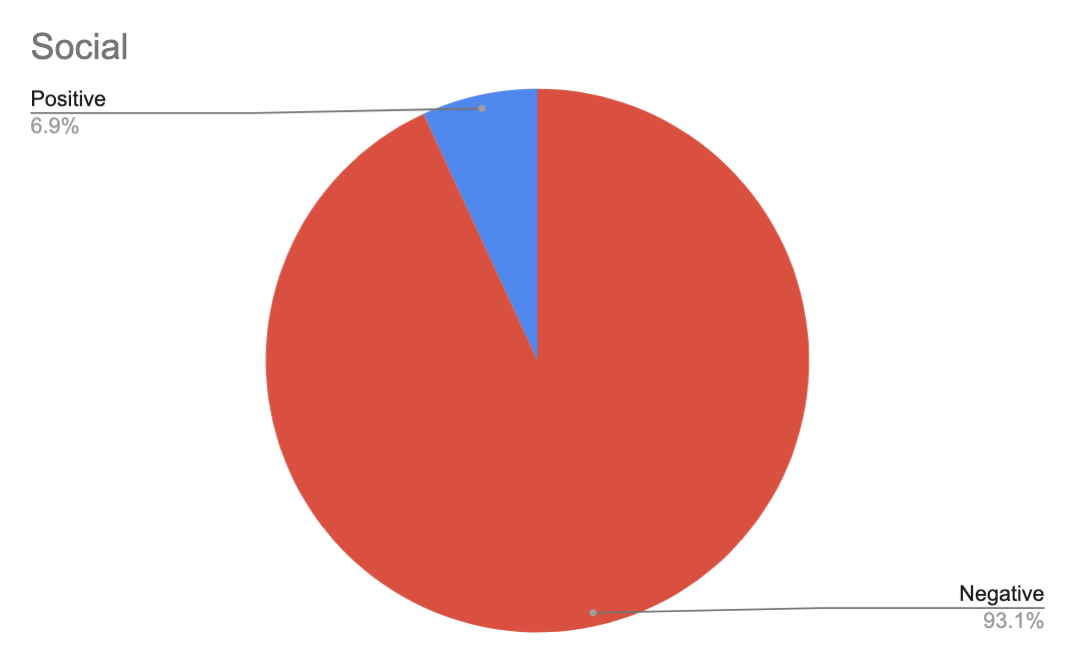 Social
Positive
6.9%
Negative
93.1%